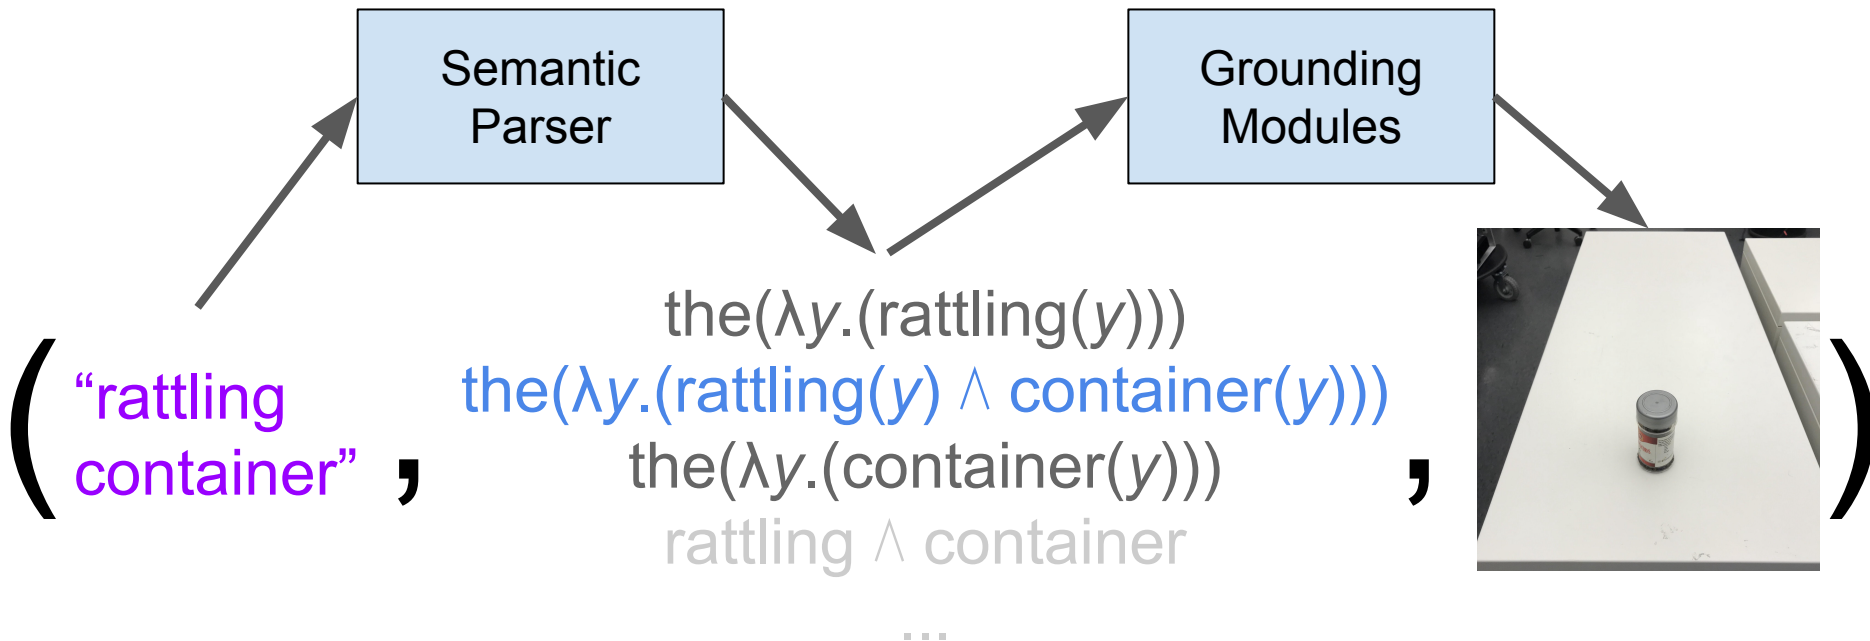 Semantic
Parser
Grounding
Modules
the(λy.(rattling(y)))
the(λy.(rattling(y) ∧ container(y)))
the(λy.(container(y)))
rattling ∧ container
...
(
“rattling
container”
,
,
)